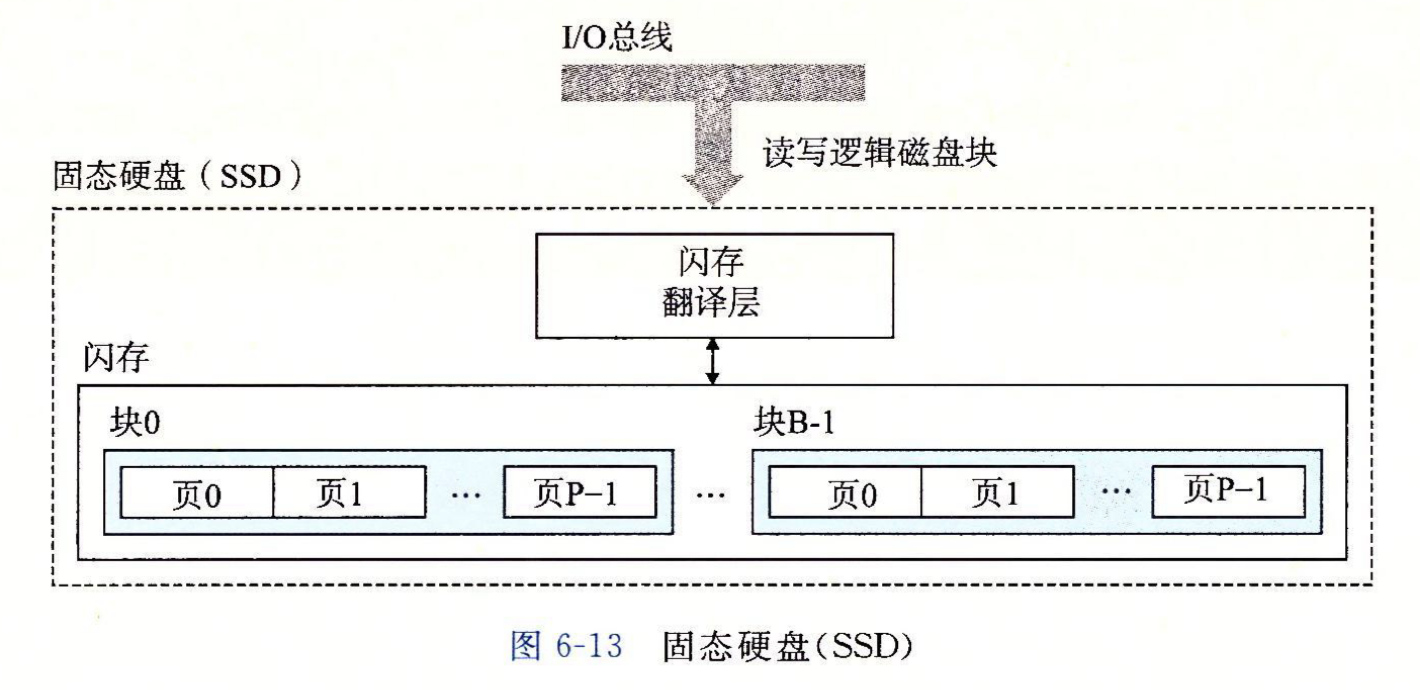 I/O总线
读写逻辑磁盘块
固态硬盘（SSD）
闪存
翻译层
闪存
块0
块B-1
页0 页1 … 页P-1 … 页0 页1 … 页P-1
图 6-13 固态硬盘(SSD)